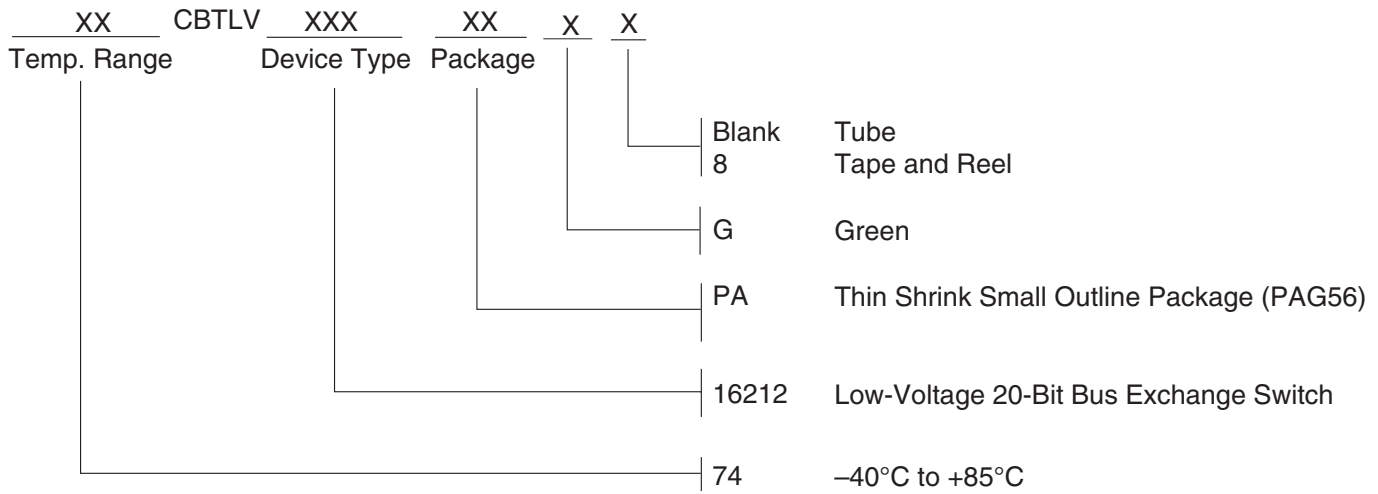 XX CBTLV XXX XX X X
Temp. Range Device Type Package
Blank Tube
8 Tape and Reel
G Green
PA Thin Shrink Small Outline Package (PAG56)
16212 Low-Voltage 20-Bit Bus Exchange Switch
74 –40°C to +85°C